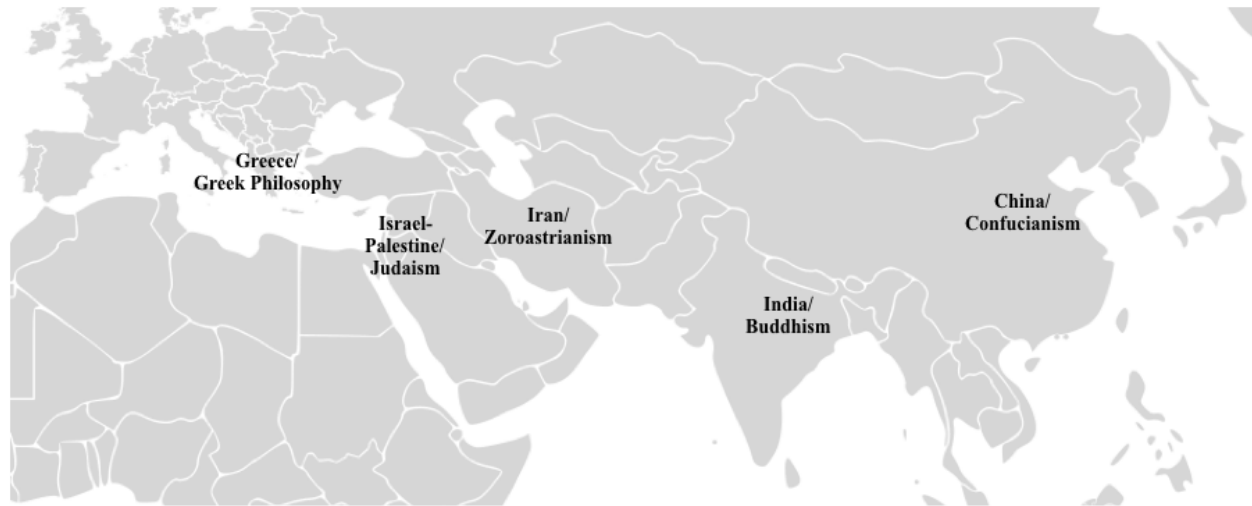 Greece/
Greek Philosophy
Israel-
Palestine/
Judaism
Iran/
Zoroastrianism
India/
Buddhism
China/
Confucianism